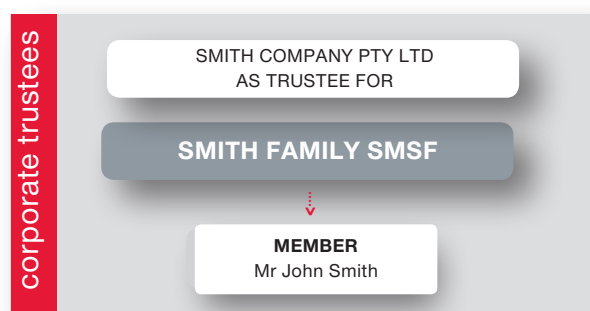 corporate trustees
SMITH COMPANY PTY LTD
AS TRUSTEE FOR
SMITH FAMILY SMSF
MEMBER
Mr John Smith